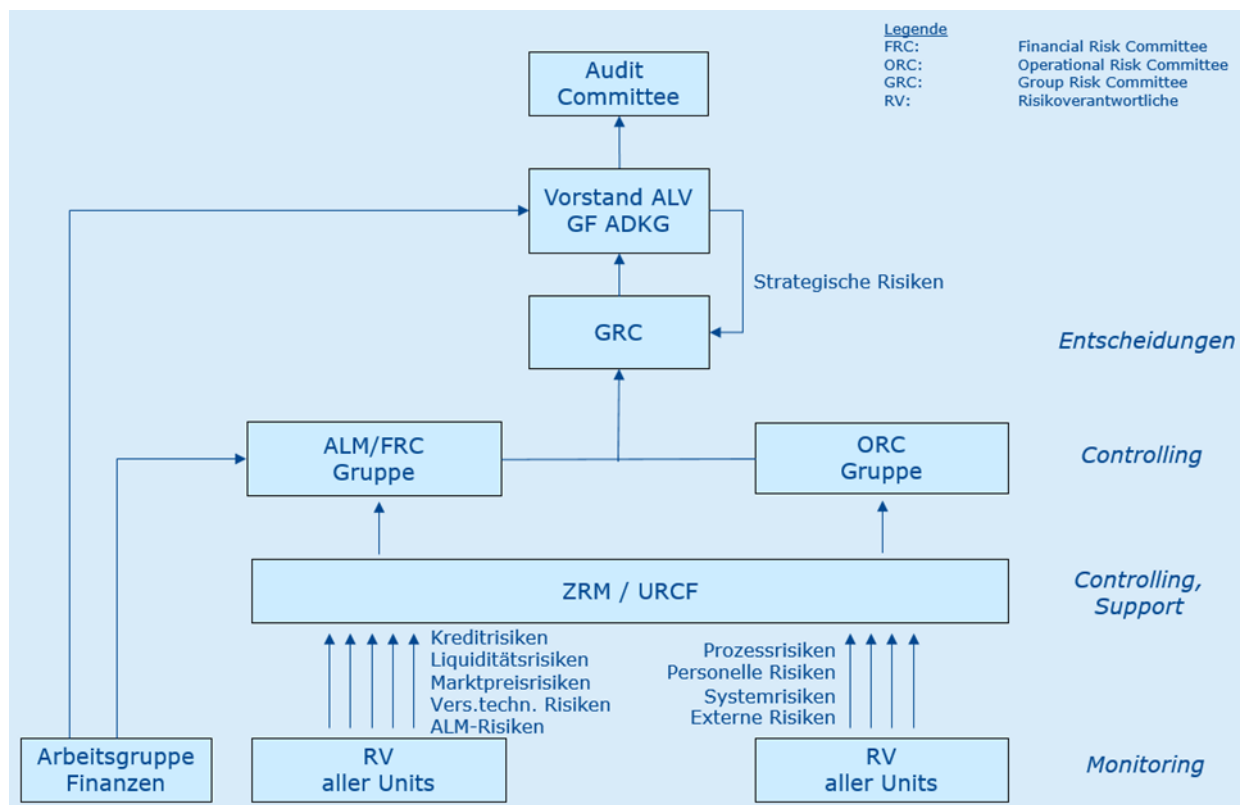 Legende
FRC: Financial Risk Committee
ORC: Operational Risk Committee
GRC: Group Risk Committee
RV: Risikoverantwortliche
Audit
Committee
Vorstand ALV
GF ADKG
Strategische Risiken
GRC
Entscheidungen
ALM/FRC
Gruppe
ORC
Gruppe
Controlling
ZRM / URCF
Controlling,
Support
Kreditrisiken
Liquiditätsrisiken
Marktpreisrisiken
Vers.techn. Risiken
ALM-Risiken
Prozessrisiken
Personelle Risiken
Systemrisiken
Externe Risiken
Arbeitsgruppe
Finanzen
RV
aller Units
RV
aller Units
Monitoring